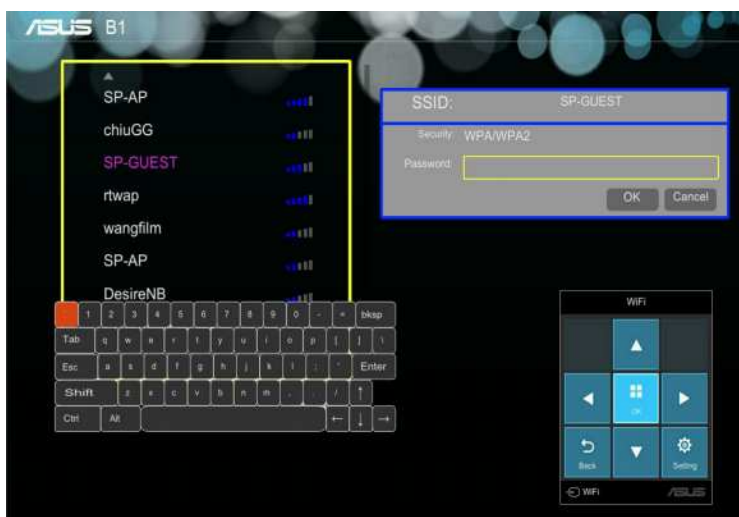 ASUS B1
SP-AP
chiuGG
SP-GUEST
rtwap
wangfilm
SP-AP
DesireNB
SSID: SP-GUEST
Security: WPA/WPA2
Password:
OK Cancel
1 2 3 4 5 6 7 8 9 0 - = bksp
Tab q w e r t y u i o p [ ] \
Esc a s d f g h j k l ; ' Enter
Shift z x c v b n m , . / ↑
Ctrl Alt ← ↓ →
WiFi
OK
Back Setting
WiFi ASUS